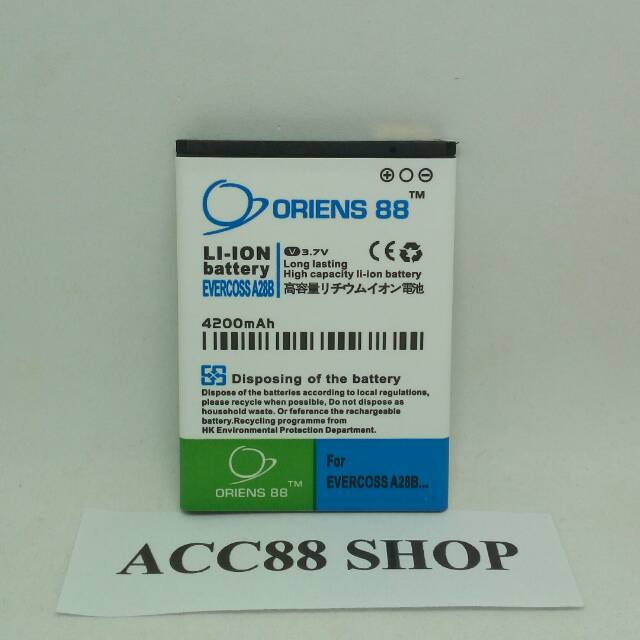 ORIENS 88™
LI-ION
battery
EVERCOSS A28B
V 3.7V
Long lasting
High capacity li-ion battery
高容量リチウムイオン電池
4200mAh
Disposing of the battery
Dispose of the batteries according to local regulations,
please recycle when possible, Do not dispose as
household waste. Or reference the rechargeable
battery.Recycling programme from
HK Environmental Protection Department.
ORIENS 88™
For
EVERCOSS A28B...
ACC88 SHOP